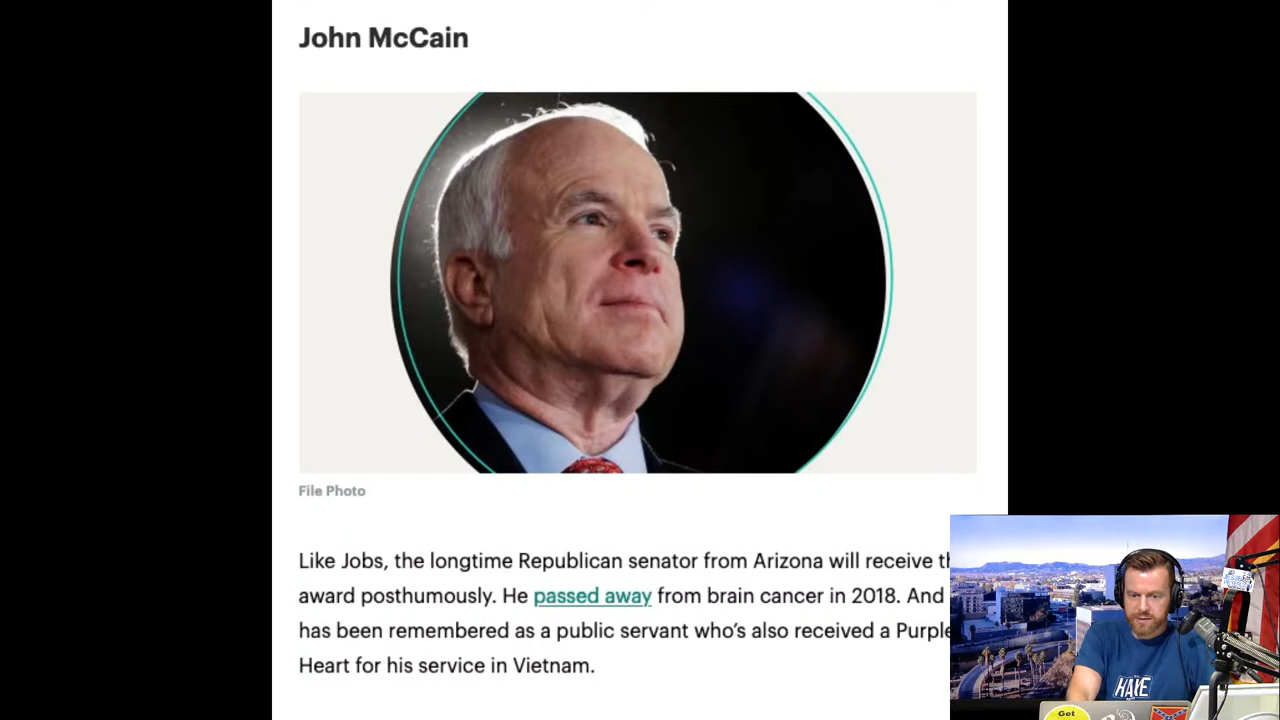 John McCain
File Photo
Like Jobs, the longtime Republican senator from Arizona will receive
award posthumously. He passed away from brain cancer in 2018. And
has been remembered as a public servant who's also received a Purple
Heart for his service in Vietnam.
HAVE
Get